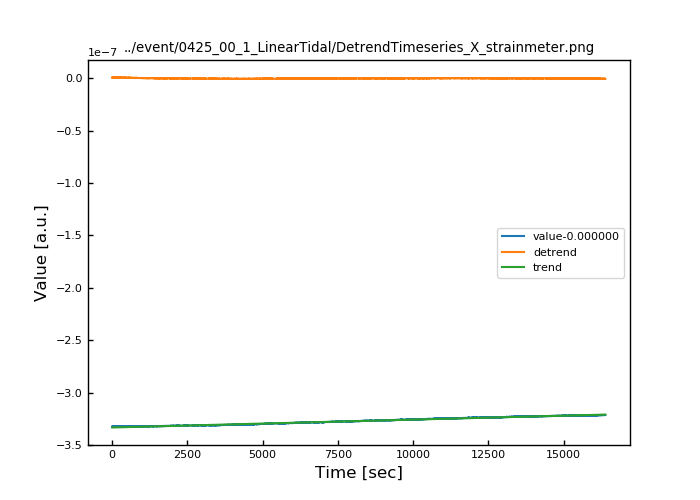 ../event/0425_00_1_LinearTidal/DetrendTimeseries_X_strainmeter.png
1e−7
0.0
−0.5
−1.0
−1.5
−2.0
−2.5
−3.0
−3.5
Value [a.u.]
value-0.000000
detrend
trend
0 2500 5000 7500 10000 12500 15000
Time [sec]